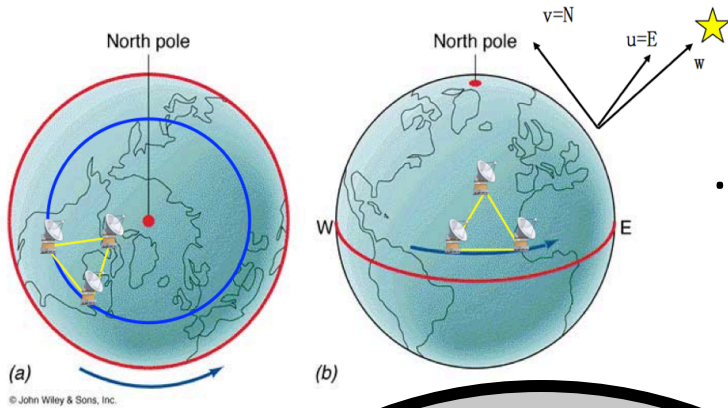 North pole
(a)
© John Wiley & Sons, Inc.
v=N
u=E
w
North pole
W
E
(b)